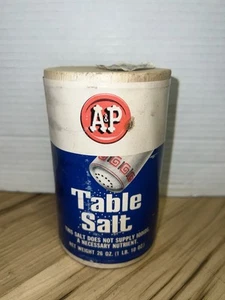 A&P
Table
Salt
THIS SALT DOES NOT SUPPLY IODIDE,
A NECESSARY NUTRIENT.
NET WEIGHT 26 OZ. (1 LB. 10 OZ.)